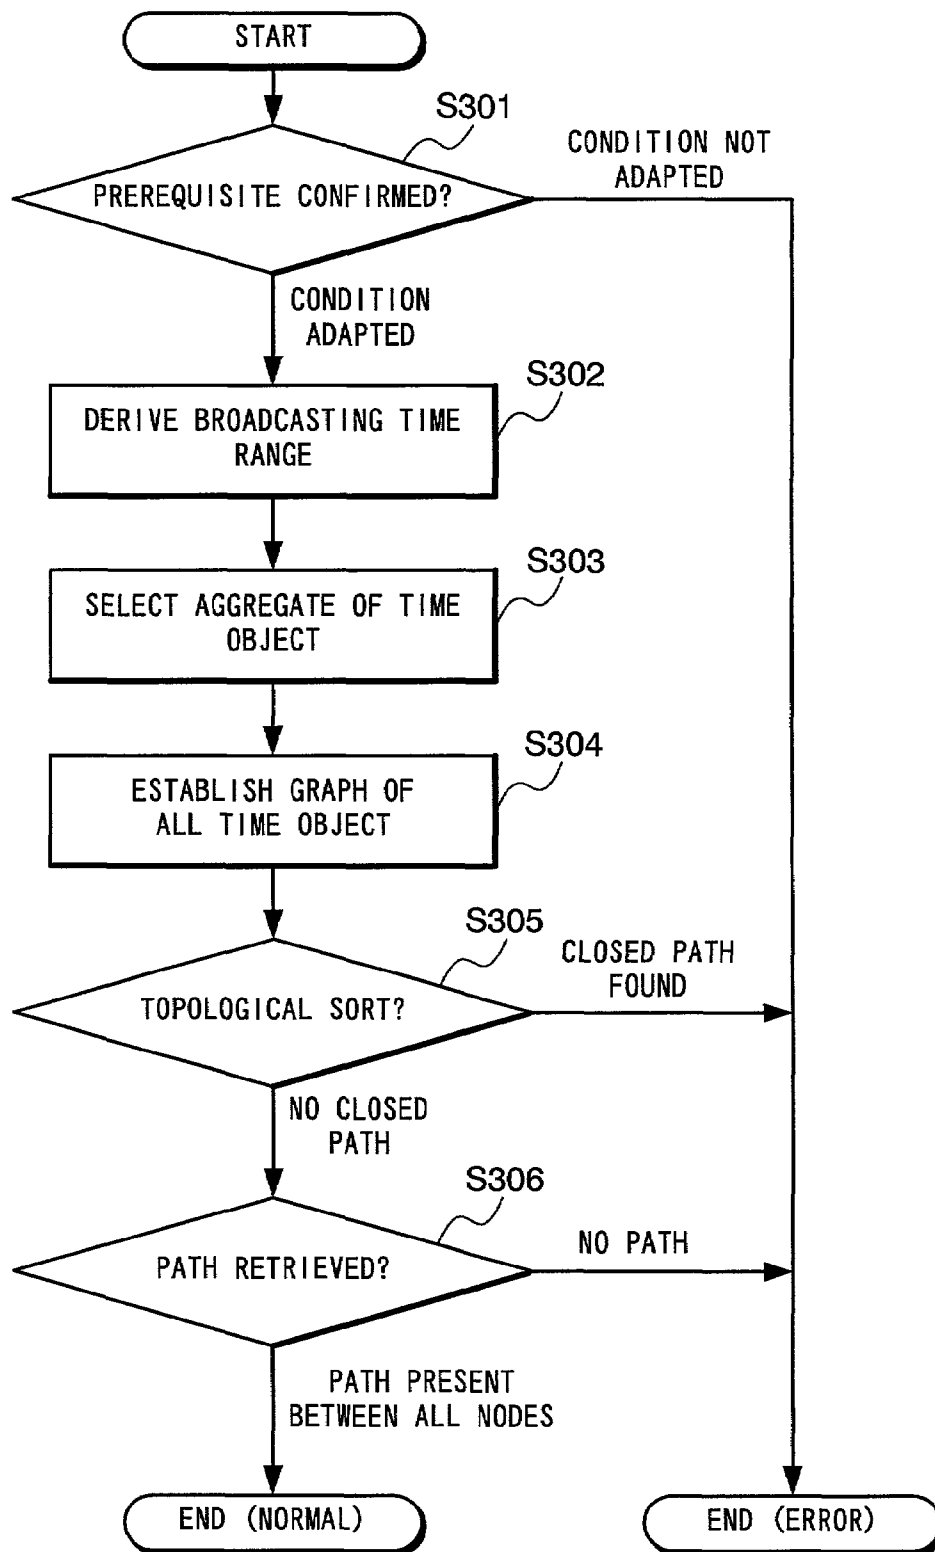 START
S301
CONDITION NOT
ADAPTED
PREREQUISITE CONFIRMED?
CONDITION
ADAPTED
S302
DERIVE BROADCASTING TIME
RANGE
S303
SELECT AGGREGATE OF TIME
OBJECT
S304
ESTABLISH GRAPH OF
ALL TIME OBJECT
S305
CLOSED PATH
FOUND
TOPOLOGICAL SORT?
NO CLOSED
PATH
S306
NO PATH
PATH RETRIEVED?
PATH PRESENT
BETWEEN ALL NODES
END (NORMAL)
END (ERROR)